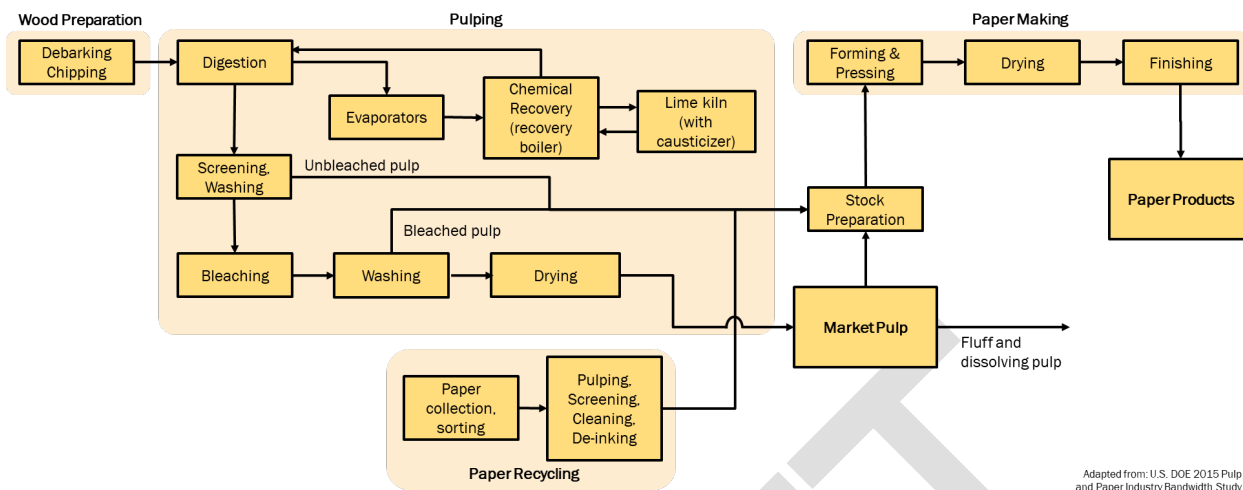 Wood Preparation
Pulping
Paper Making
Debarking
Chipping
Digestion
Evaporators
Chemical
Recovery
(recovery
boiler)
Lime kiln
(with
causticizer)
Forming &
Pressing
Drying
Finishing
Screening,
Washing
Unbleached pulp
Stock
Preparation
Paper Products
Bleached pulp
Bleaching
Washing
Drying
Market Pulp
Fluff and
dissolving pulp
Paper
collection,
sorting
Pulping,
Screening,
Cleaning,
De-inking
Paper Recycling
Adapted from: U.S. DOE 2015 Pulp
and Paper Industry Bandwidth Study